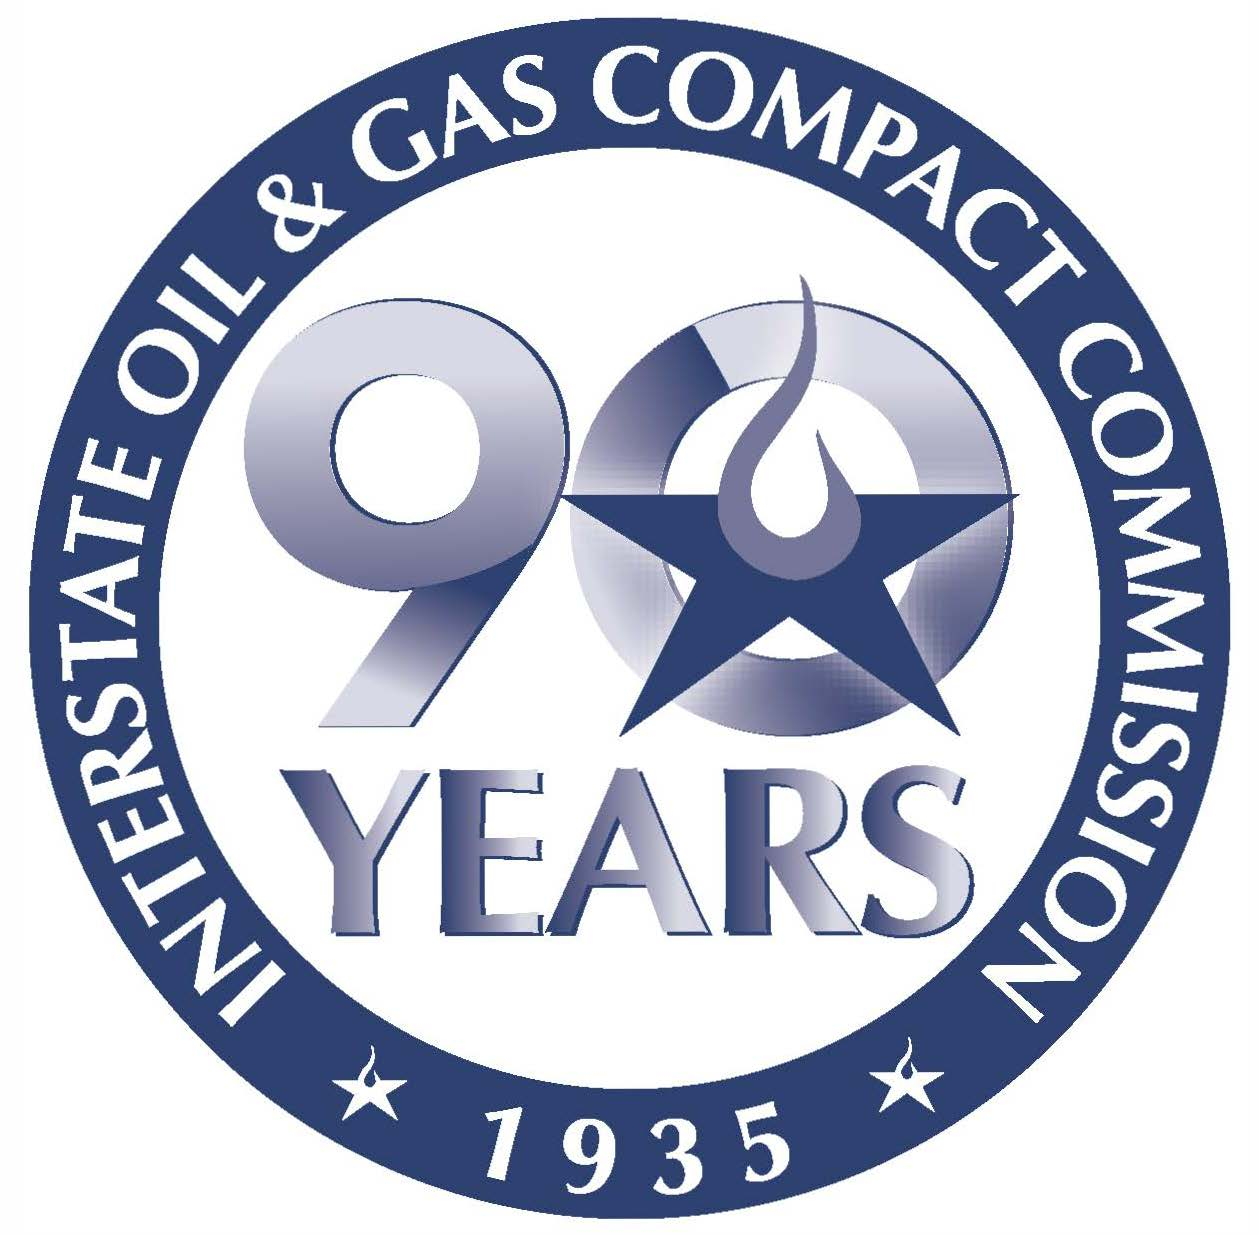 INTERSTATE OIL & GAS COMPACT COMMISSION
90
YEARS
1935